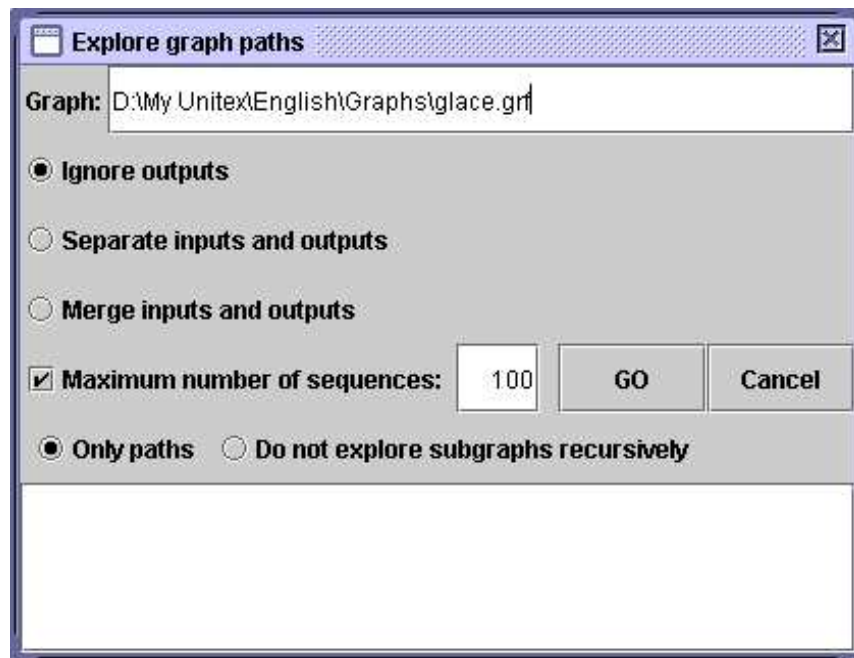 Explore graph paths
Graph: D:\My Unitex\English\Graphs\glace.grf
Ignore outputs
Separate inputs and outputs
Merge inputs and outputs
Maximum number of sequences: 100 GO Cancel
Only paths Do not explore subgraphs recursively